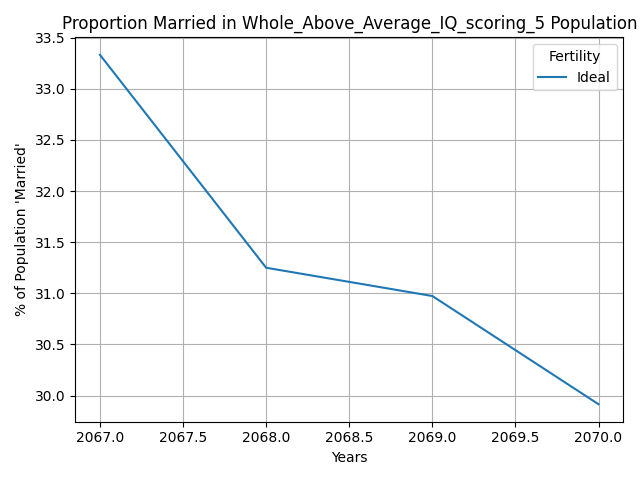 Proportion Married in Whole_Above_Average_IQ_scoring_5 Population
33.5
33.0
32.5
32.0
31.5
31.0
30.5
30.0
% of Population 'Married'
Fertility
Ideal
2067.0 2067.5 2068.0 2068.5 2069.0 2069.5 2070.0
Years